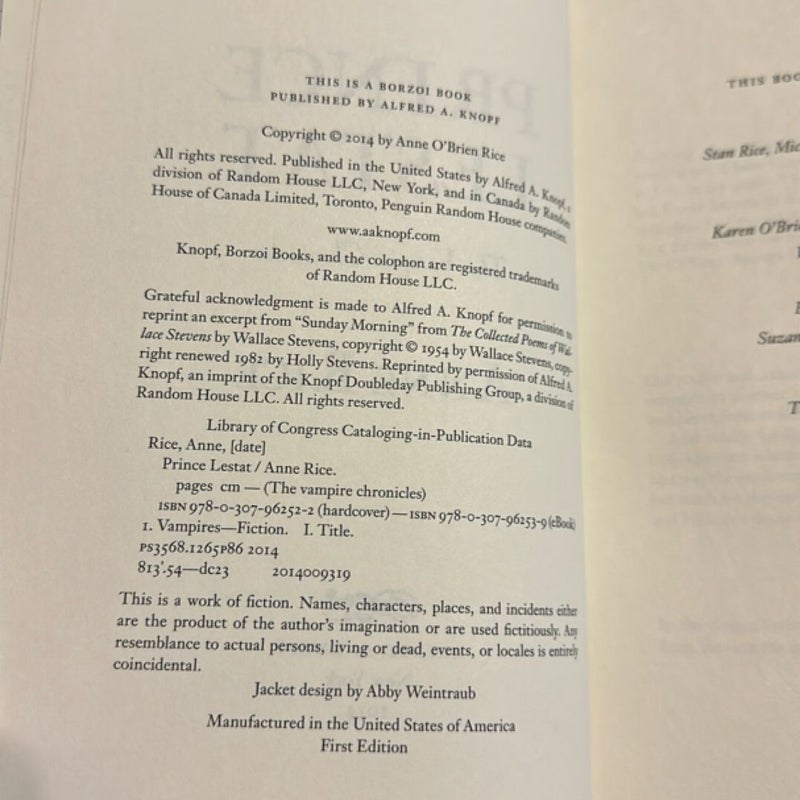 THIS IS A BORZOI BOOK
PUBLISHED BY ALFRED A. KNOPF
Copyright © 2014 by Anne O'Brien Rice
All rights reserved. Published in the United States by Alfred A. Knopf, a
division of Random House LLC, New York, and in Canada by Random
House of Canada Limited, Toronto, Penguin Random House companies.
www.aaknopf.com
Knopf, Borzoi Books, and the colophon are registered trademarks
of Random House LLC.
Grateful acknowledgment is made to Alfred A. Knopf for permission to
reprint an excerpt from “Sunday Morning” from The Collected Poems of Wal-
lace Stevens by Wallace Stevens, copyright © 1954 by Wallace Stevens, copy-
right renewed 1982 by Holly Stevens. Reprinted by permission of Alfred A.
Knopf, an imprint of the Knopf Doubleday Publishing Group, a division of
Random House LLC. All rights reserved.
Library of Congress Cataloging-in-Publication Data
Rice, Anne, [date]
Prince Lestat / Anne Rice.
pages cm — (The vampire chronicles)
ISBN 978-0-307-96252-2 (hardcover) — ISBN 978-0-307-96253-9 (eBook)
1. Vampires—Fiction. I. Title.
PS3568.I265P86 2014
813'.54—dc23 2014009319
This is a work of fiction. Names, characters, places, and incidents either
are the product of the author's imagination or are used fictitiously. Any
resemblance to actual persons, living or dead, events, or locales is entirely
coincidental.
Jacket design by Abby Weintraub
Manufactured in the United States of America
First Edition
THIS BOO
Stan Rice, Mic
Karen O'Brie
Suzan
T